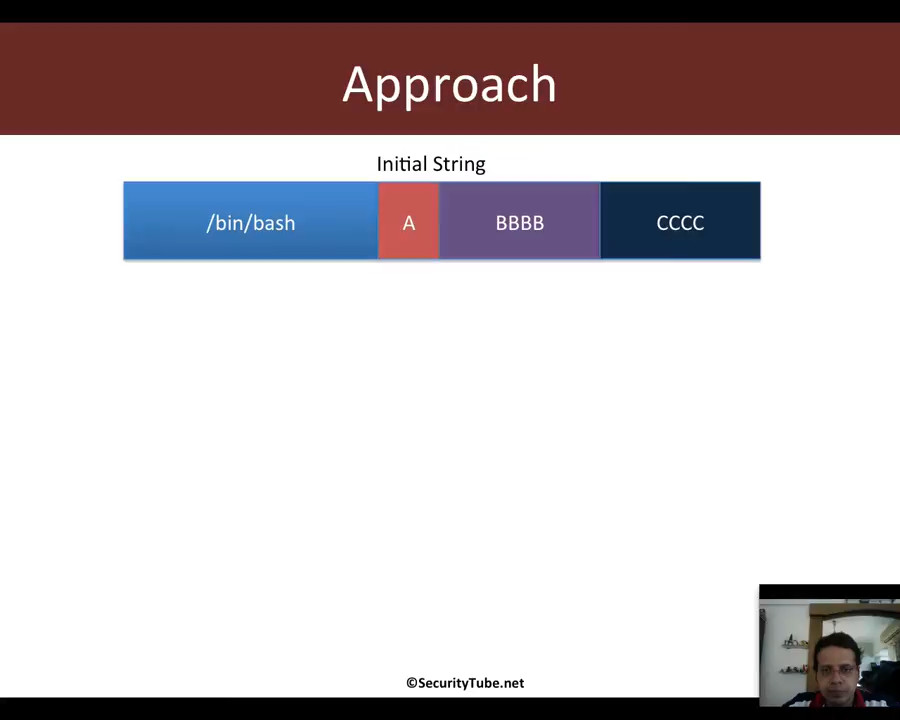 Approach
Initial String
/bin/bash A BBBB CCCC
©SecurityTube.net